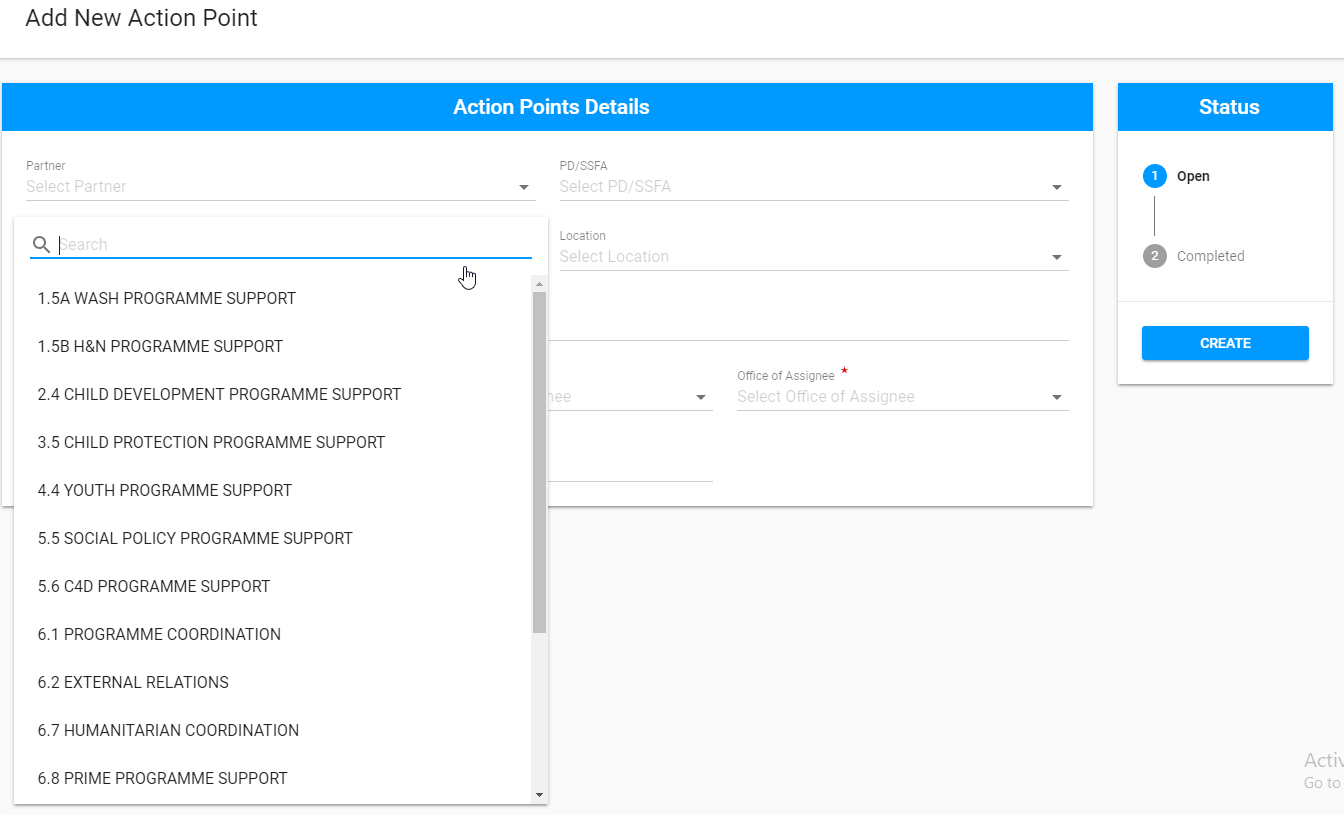 Add New Action Point
Action Points Details
Status
Partner
Select Partner
PD/SSFA
Select PD/SSFA
1 Open
2 Completed
CREATE
Search
Location
Select Location
Office of Assignee *
Select Office of Assignee
1.5A WASH PROGRAMME SUPPORT
1.5B H&N PROGRAMME SUPPORT
2.4 CHILD DEVELOPMENT PROGRAMME SUPPORT
3.5 CHILD PROTECTION PROGRAMME SUPPORT
4.4 YOUTH PROGRAMME SUPPORT
5.5 SOCIAL POLICY PROGRAMME SUPPORT
5.6 C4D PROGRAMME SUPPORT
6.1 PROGRAMME COORDINATION
6.2 EXTERNAL RELATIONS
6.7 HUMANITARIAN COORDINATION
6.8 PRIME PROGRAMME SUPPORT
Go to